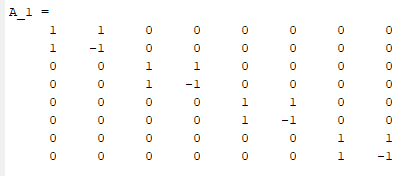 A_1 =
1 1 0 0 0 0 0 0
1 -1 0 0 0 0 0 0
0 0 1 1 0 0 0 0
0 0 1 -1 0 0 0 0
0 0 0 0 1 1 0 0
0 0 0 0 1 -1 0 0
0 0 0 0 0 0 1 1
0 0 0 0 0 0 1 -1